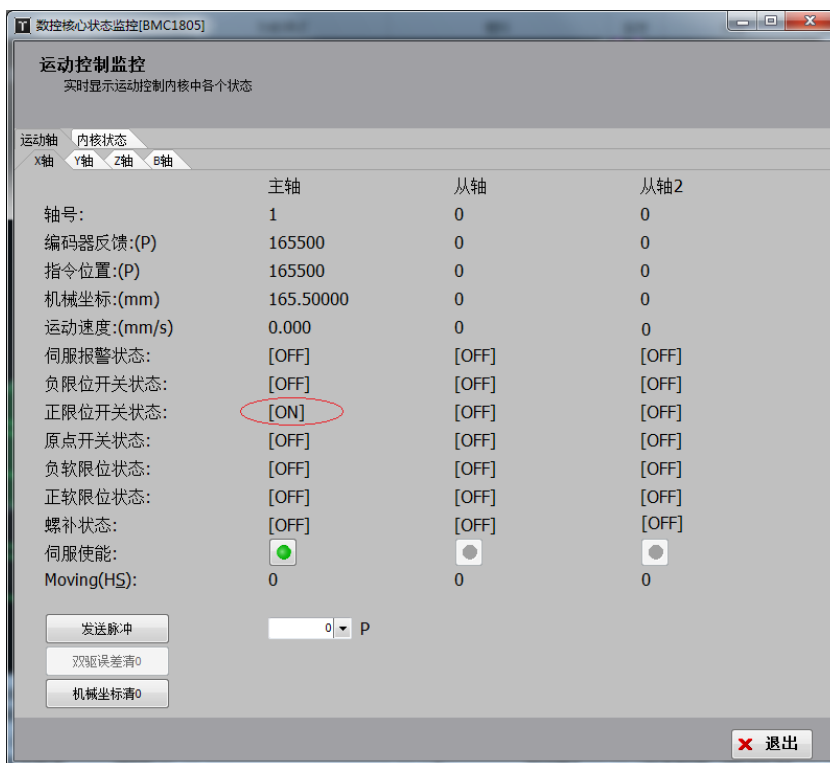 数控核心状态监控[BMC1805]
运动控制监控
实时显示运动控制内核中各个状态
运动轴 内核状态
X轴 Y轴 Z轴 B轴
主轴 从轴 从轴2
轴号: 1 0 0
编码器反馈:(P) 165500 0 0
指令位置:(P) 165500 0 0
机械坐标:(mm) 165.50000 0 0
运动速度:(mm/s) 0.000 0 0
伺服报警状态: [OFF] [OFF] [OFF]
负限位开关状态: [OFF] [OFF] [OFF]
正限位开关状态: [ON] [OFF] [OFF]
原点开关状态: [OFF] [OFF] [OFF]
负软限位状态: [OFF] [OFF] [OFF]
正软限位状态: [OFF] [OFF] [OFF]
螺补状态: [OFF] [OFF] [OFF]
伺服使能:
Moving(HS): 0 0 0
发送脉冲 0 P
双驱误差清0
机械坐标清0
退出